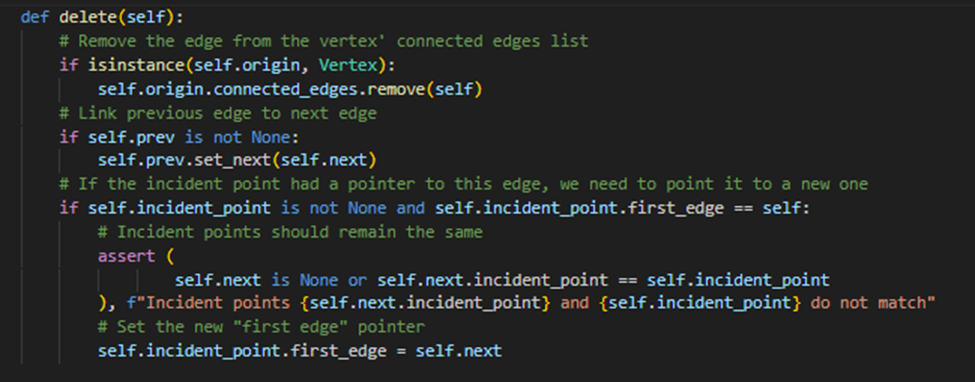 def delete(self):
# Remove the edge from the vertex' connected edges list
if isinstance(self.origin, Vertex):
self.origin.connected_edges.remove(self)
# Link previous edge to next edge
if self.prev is not None:
self.prev.set_next(self.next)
# If the incident point had a pointer to this edge, we need to point it to a new one
if self.incident_point is not None and self.incident_point.first_edge == self:
# Incident points should remain the same
assert (
self.next is None or self.next.incident_point == self.incident_point
), f"Incident points {self.next.incident_point} and {self.incident_point} do not match"
# Set the new "first edge" pointer
self.incident_point.first_edge = self.next